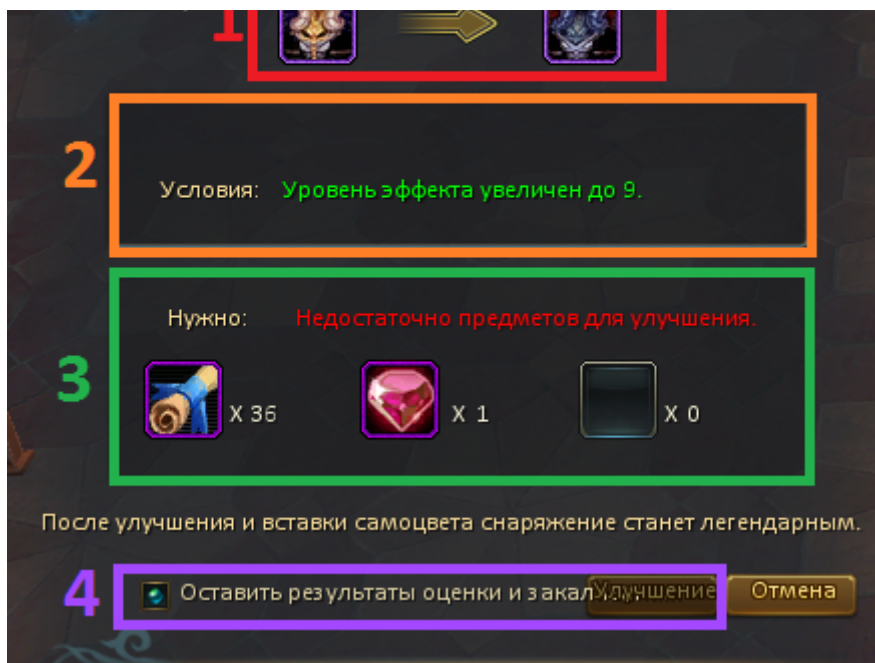 1
2
Условия: Уровень эффекта увеличен до 9.
3
Нужно: Недостаточно предметов для улучшения.
X 36 X 1 X 0
После улучшения и вставки самоцвета снаряжение станет легендарным.
4
Оставить результаты оценки и Улучшение Отмена